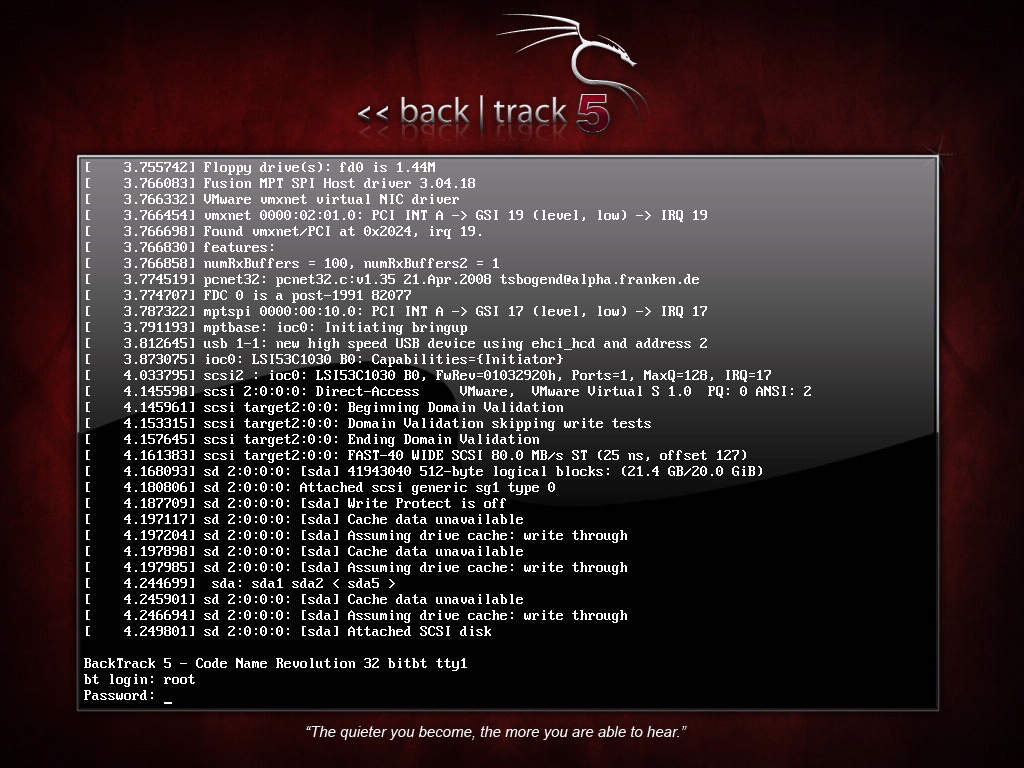 << back | track 5
[    3.755742] Floppy drive(s): fd0 is 1.44M
[    3.766083] Fusion MPT SPI Host driver 3.04.18
[    3.766332] VMware vmxnet virtual NIC driver
[    3.766454] vmxnet 0000:02:01.0: PCI INT A -> GSI 19 (level, low) -> IRQ 19
[    3.766698] Found vmxnet/PCI at 0x2024, irq 19.
[    3.766830] features:
[    3.766858] numRxBuffers = 100, numRxBuffers2 = 1
[    3.774519] pcnet32: pcnet32.c:v1.35 21.Apr.2008 tsbogend@alpha.franken.de
[    3.774707] FDC 0 is a post-1991 82077
[    3.787322] mptspi 0000:00:10.0: PCI INT A -> GSI 17 (level, low) -> IRQ 17
[    3.791193] mptbase: ioc0: Initiating bringup
[    3.812645] usb 1-1: new high speed USB device using ehci_hcd and address 2
[    3.873075] ioc0: LSI53C1030 B0: Capabilities={Initiator}
[    4.033795] scsi2 : ioc0: LSI53C1030 B0, FwRev=01032920h, Ports=1, MaxQ=128, IRQ=17
[    4.145598] scsi 2:0:0:0: Direct-Access     VMware,  VMware Virtual S 1.0  PQ: 0 ANSI: 2
[    4.145961] scsi target2:0:0: Beginning Domain Validation
[    4.153315] scsi target2:0:0: Domain Validation skipping write tests
[    4.157645] scsi target2:0:0: Ending Domain Validation
[    4.161383] scsi target2:0:0: FAST-40 WIDE SCSI 80.0 MB/s ST (25 ns, offset 127)
[    4.168093] sd 2:0:0:0: [sda] 41943040 512-byte logical blocks: (21.4 GB/20.0 GiB)
[    4.180806] sd 2:0:0:0: Attached scsi generic sg1 type 0
[    4.187709] sd 2:0:0:0: [sda] Write Protect is off
[    4.197117] sd 2:0:0:0: [sda] Cache data unavailable
[    4.197204] sd 2:0:0:0: [sda] Assuming drive cache: write through
[    4.197898] sd 2:0:0:0: [sda] Cache data unavailable
[    4.197985] sd 2:0:0:0: [sda] Assuming drive cache: write through
[    4.244699]  sda: sda1 sda2 < sda5 >
[    4.245901] sd 2:0:0:0: [sda] Cache data unavailable
[    4.246694] sd 2:0:0:0: [sda] Assuming drive cache: write through
[    4.249801] sd 2:0:0:0: [sda] Attached SCSI disk
BackTrack 5 - Code Name Revolution 32 bitbt tty1
bt login: root
Password: _
“The quieter you become, the more you are able to hear.”